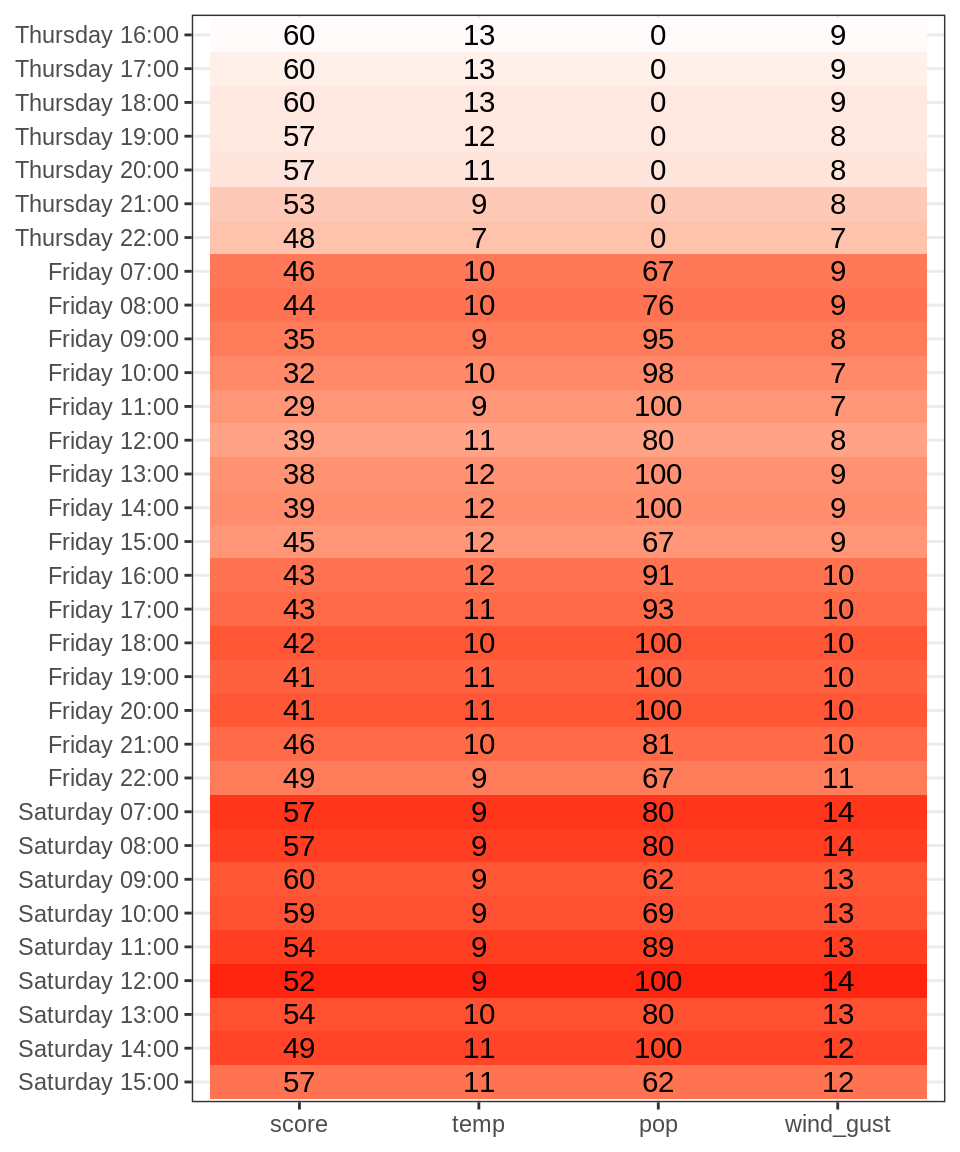 Thursday 16:00 60 13 0 9
Thursday 17:00 60 13 0 9
Thursday 18:00 60 13 0 9
Thursday 19:00 57 12 0 8
Thursday 20:00 57 11 0 8
Thursday 21:00 53 9 0 8
Thursday 22:00 48 7 0 7
Friday 07:00 46 10 67 9
Friday 08:00 44 10 76 9
Friday 09:00 35 9 95 8
Friday 10:00 32 10 98 7
Friday 11:00 29 9 100 7
Friday 12:00 39 11 80 8
Friday 13:00 38 12 100 9
Friday 14:00 39 12 100 9
Friday 15:00 45 12 67 9
Friday 16:00 43 12 91 10
Friday 17:00 43 11 93 10
Friday 18:00 42 10 100 10
Friday 19:00 41 11 100 10
Friday 20:00 41 11 100 10
Friday 21:00 46 10 81 10
Friday 22:00 49 9 67 11
Saturday 07:00 57 9 80 14
Saturday 08:00 57 9 80 14
Saturday 09:00 60 9 62 13
Saturday 10:00 59 9 69 13
Saturday 11:00 54 9 89 13
Saturday 12:00 52 9 100 14
Saturday 13:00 54 10 80 13
Saturday 14:00 49 11 100 12
Saturday 15:00 57 11 62 12
score temp pop wind_gust